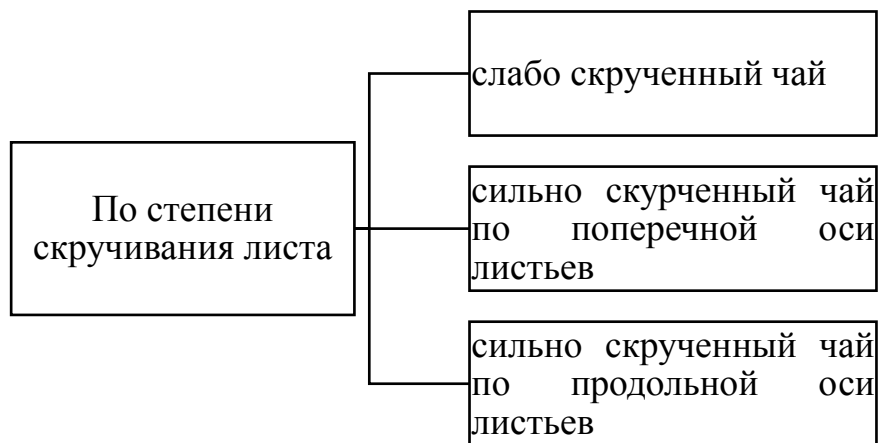 По степени
скручивания листа
слабо скрученный чай
сильно скурченный чай
по поперечной оси
листьев
сильно скрученный чай
по продольной оси
листьев